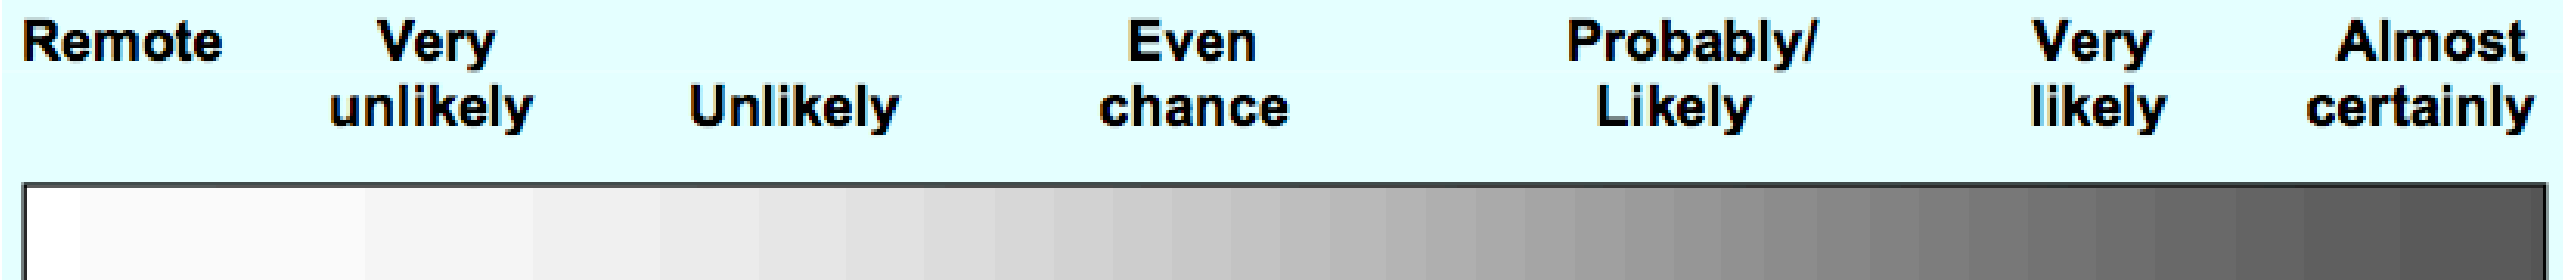 Remote
Very
unlikely
Unlikely
Even
chance
Probably/
Likely
Very
likely
Almost
certainly